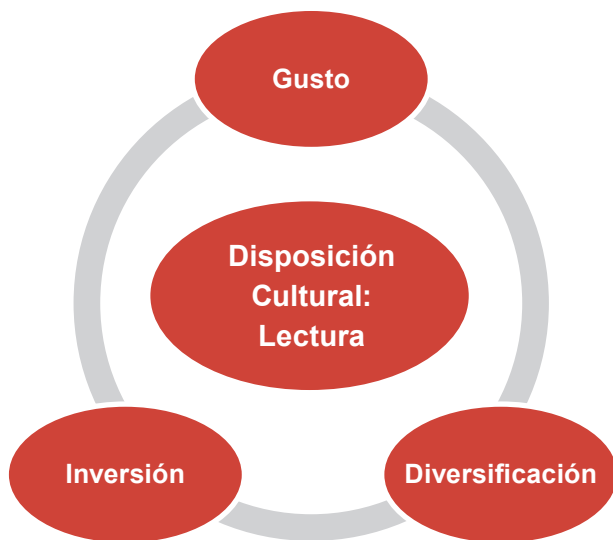 Gusto
Disposición
Cultural:
Lectura
Inversión
Diversificación